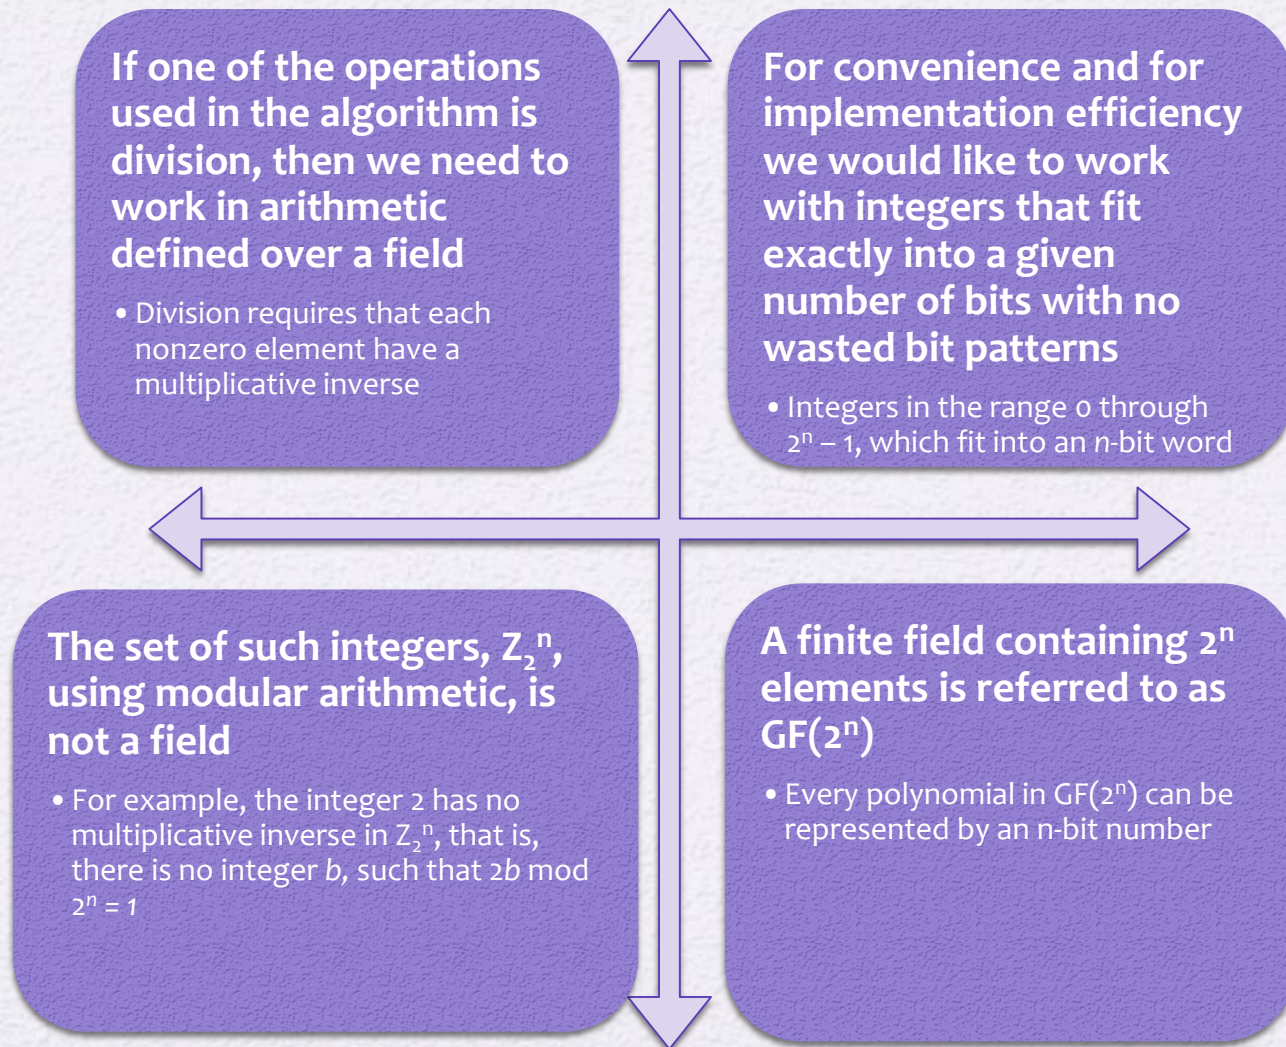 If one of the operations
used in the algorithm is
division, then we need to
work in arithmetic
defined over a field
• Division requires that each
nonzero element have a
multiplicative inverse
For convenience and for
implementation efficiency
we would like to work
with integers that fit
exactly into a given
number of bits with no
wasted bit patterns
• Integers in the range 0 through
2ⁿ – 1, which fit into an n-bit word
The set of such integers, Z₂ⁿ,
using modular arithmetic, is
not a field
• For example, the integer 2 has no
multiplicative inverse in Z₂ⁿ, that is,
there is no integer b, such that 2b mod
2ⁿ = 1
A finite field containing 2ⁿ
elements is referred to as
GF(2ⁿ)
• Every polynomial in GF(2ⁿ) can be
represented by an n-bit number